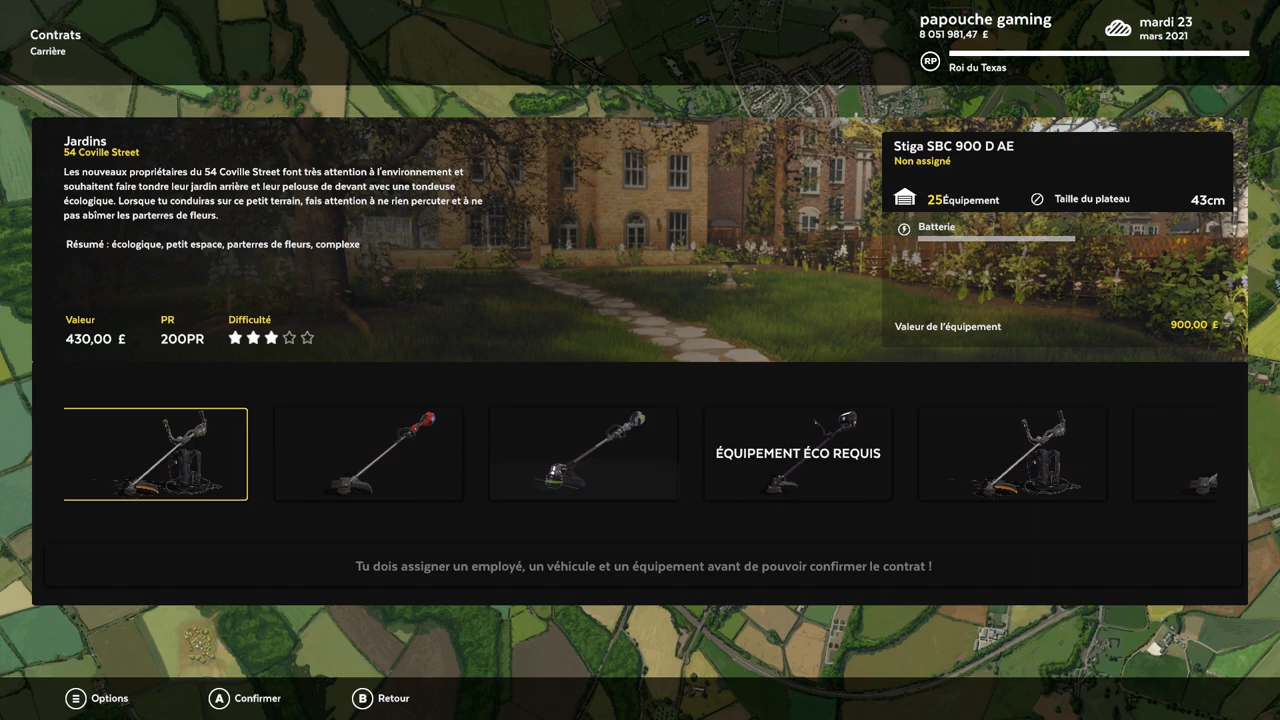 Contrats
Carrière
papouche gaming
8 051 981,47 £
mardi 23
mars 2021
RP
Roi du Texas
Jardins
54 Coville Street
Les nouveaux propriétaires du 54 Coville Street font très attention à l'environnement et
souhaitent faire tondre leur jardin arrière et leur pelouse de devant avec une tondeuse
écologique. Lorsque tu conduiras sur ce petit terrain, fais attention à ne rien percuter et à ne
pas abîmer les parterres de fleurs.
Résumé : écologique, petit espace, parterres de fleurs, complexe
Valeur
PR
Difficulté
430,00 £
200PR
Stiga SBC 900 D AE
Non assigné
25Équipement
Taille du plateau
43cm
Batterie
Valeur de l'équipement
900,00 £
ÉQUIPEMENT ÉCO REQUIS
Tu dois assigner un employé, un véhicule et un équipement avant de pouvoir confirmer le contrat !
Options
A Confirmer
B Retour